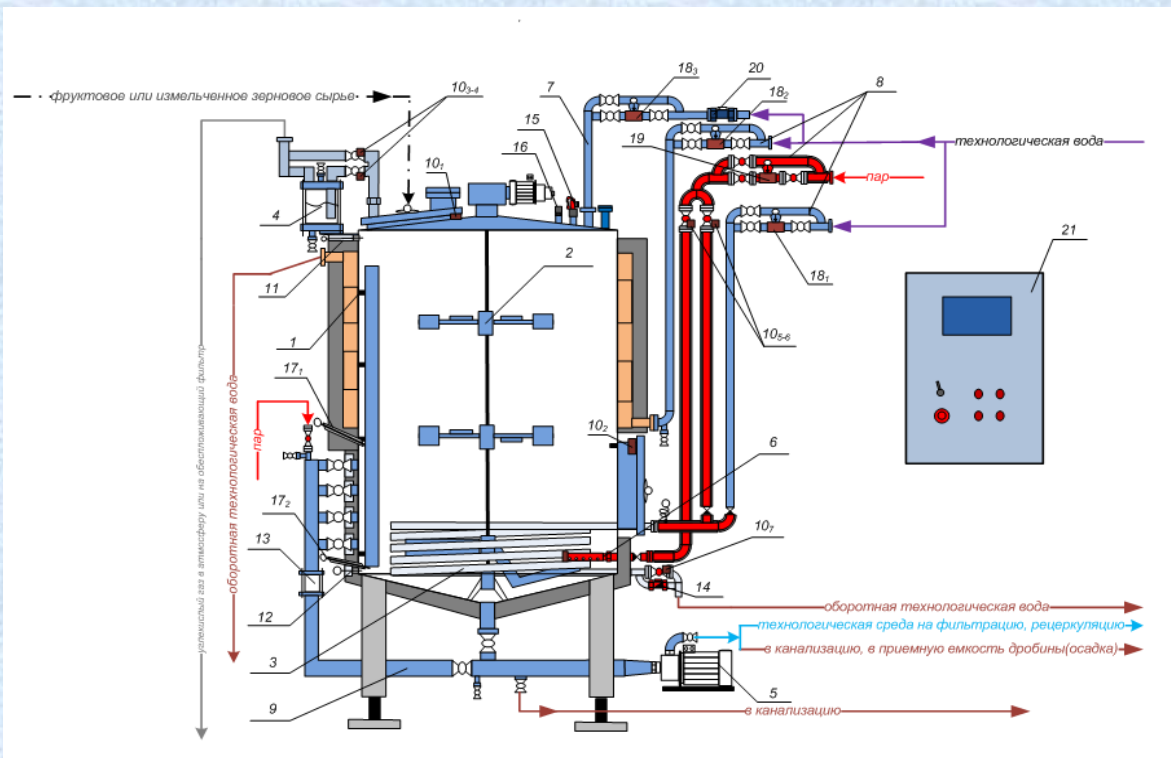 фруктовое или измельченное зерновое сырье
10₃₋₄
18₃
20
18₂
8
7
15
16
19
10₁
технологическая вода
пар
4
2
18₁
21
11
1
10₅₋₆
17₁
10₂
6
пар
углекислый газ в атмосферу или на обеспложивающий фильтр
оборотная технологическая вода
17₂
13
10₇
14
12
оборотная технологическая вода
технологическая среда на фильтрацию, рецеркуляцию
в канализацию, в приемную емкость дробины(осадка)
3
9
5
в канализацию